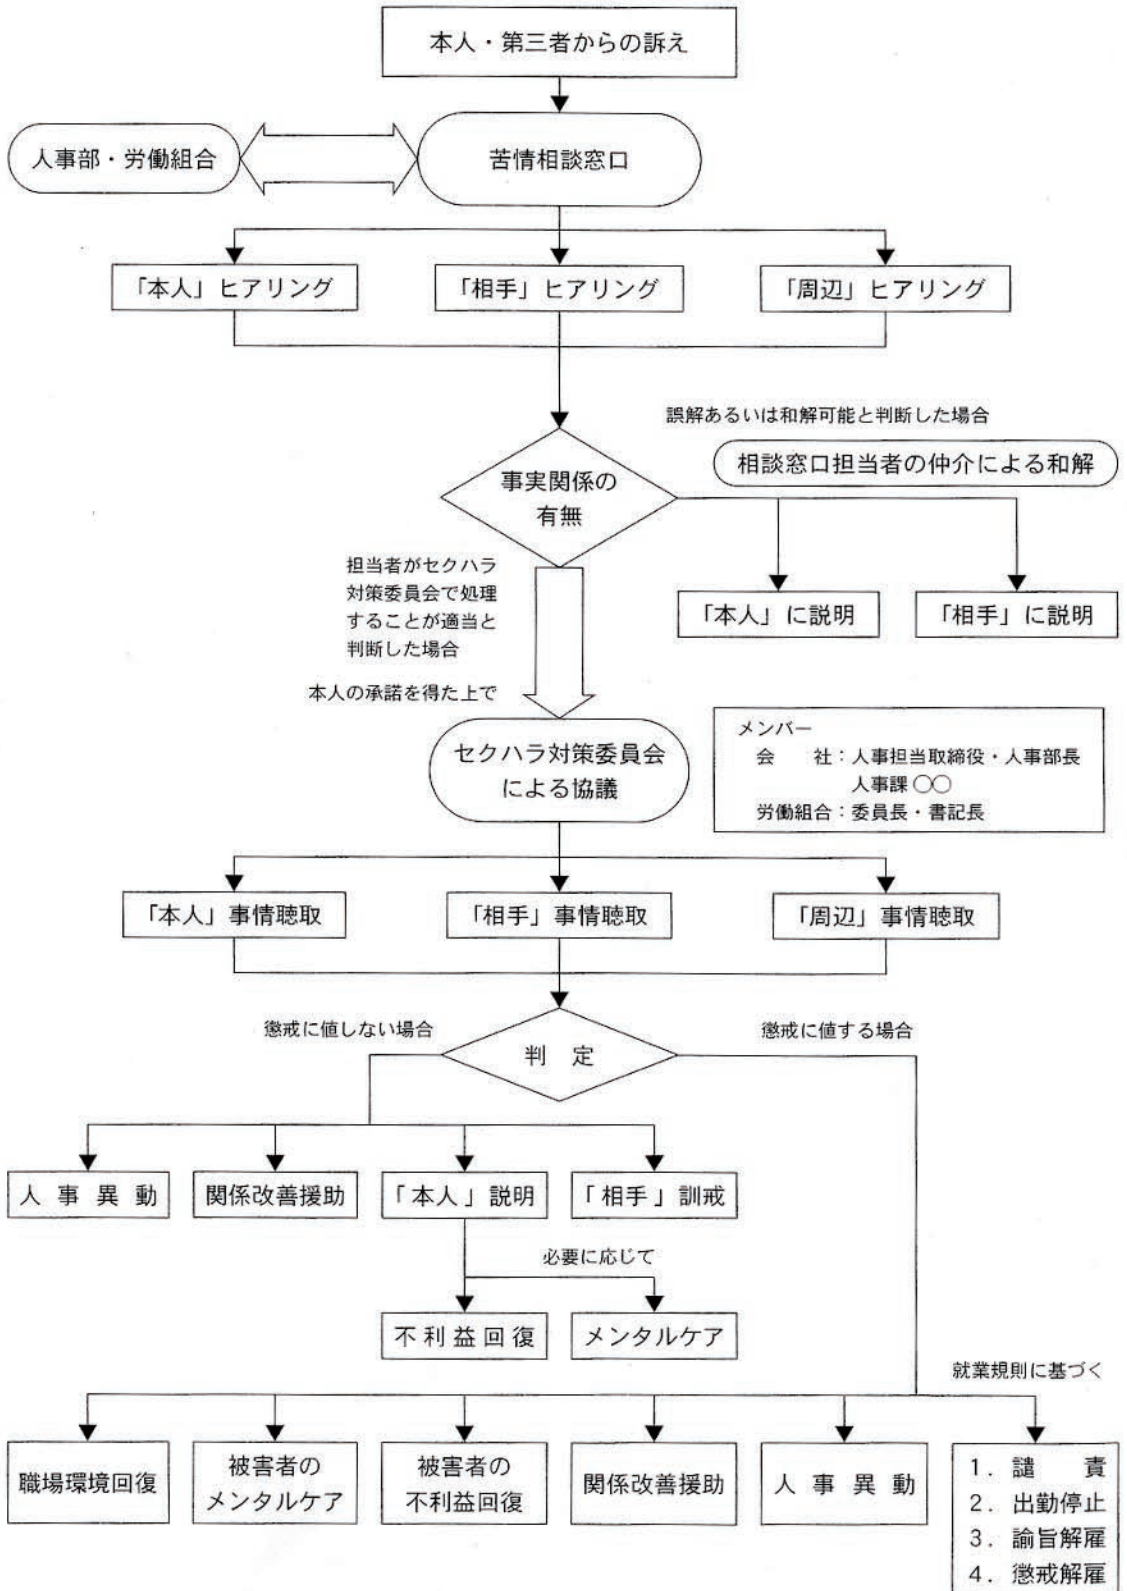 本人・第三者からの訴え
人事部・労働組合
苦情相談窓口
「本人」ヒアリング
「相手」ヒアリング
「周辺」ヒアリング
誤解あるいは和解可能と判断した場合
相談窓口担当者の仲介による和解
事実関係の
有無
「本人」に説明
「相手」に説明
担当者がセクハラ
対策委員会で処理
することが適当と
判断した場合
本人の承諾を得た上で
セクハラ対策委員会
による協議
メンバー
会　　社：人事担当取締役・人事部長
人事課○○
労働組合：委員長・書記長
「本人」事情聴取
「相手」事情聴取
「周辺」事情聴取
懲戒に値しない場合
懲戒に値する場合
判　定
人 事 異 動
関係改善援助
「本人」説明
「相手」訓戒
必要に応じて
不利益回復
メンタルケア
就業規則に基づく
職場環境回復
被害者の
メンタルケア
被害者の
不利益回復
関係改善援助
人 事 異 動
1．譴　　責
2．出勤停止
3．諭旨解雇
4．懲戒解雇